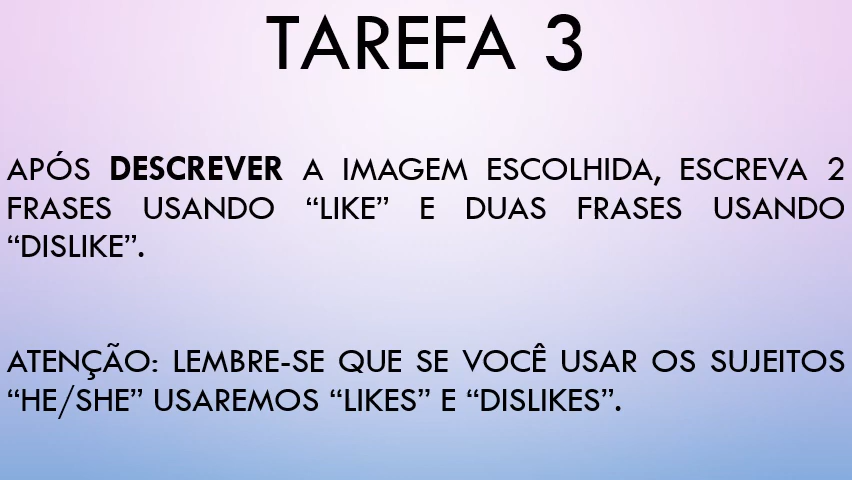 TAREFA 3
APÓS DESCREVER A IMAGEM ESCOLHIDA, ESCREVA 2
FRASES USANDO “LIKE” E DUAS FRASES USANDO
“DISLIKE”.
ATENÇÃO: LEMBRE-SE QUE SE VOCÊ USAR OS SUJEITOS
“HE/SHE” USAREMOS “LIKES” E “DISLIKES”.